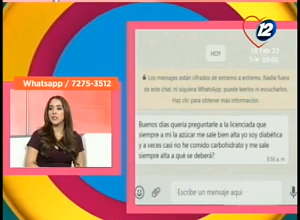 12
Whatsapp / 7275-3512
HOY
Los mensajes están cifrados de extremo a extremo. Nadie fuera
de este chat, ni siquiera WhatsApp, puede leerlos ni escucharlos.
Haz clic para obtener más información.
Buenos días quería preguntarle a la licenciada que
siempre a mi la azúcar me sale bien alta yo soy diabética
y a veces casi no he comido carbohidrato y me sale
siempre alta a qué se deberá?
8:56 a. m.
Escribe un mensaje aquí